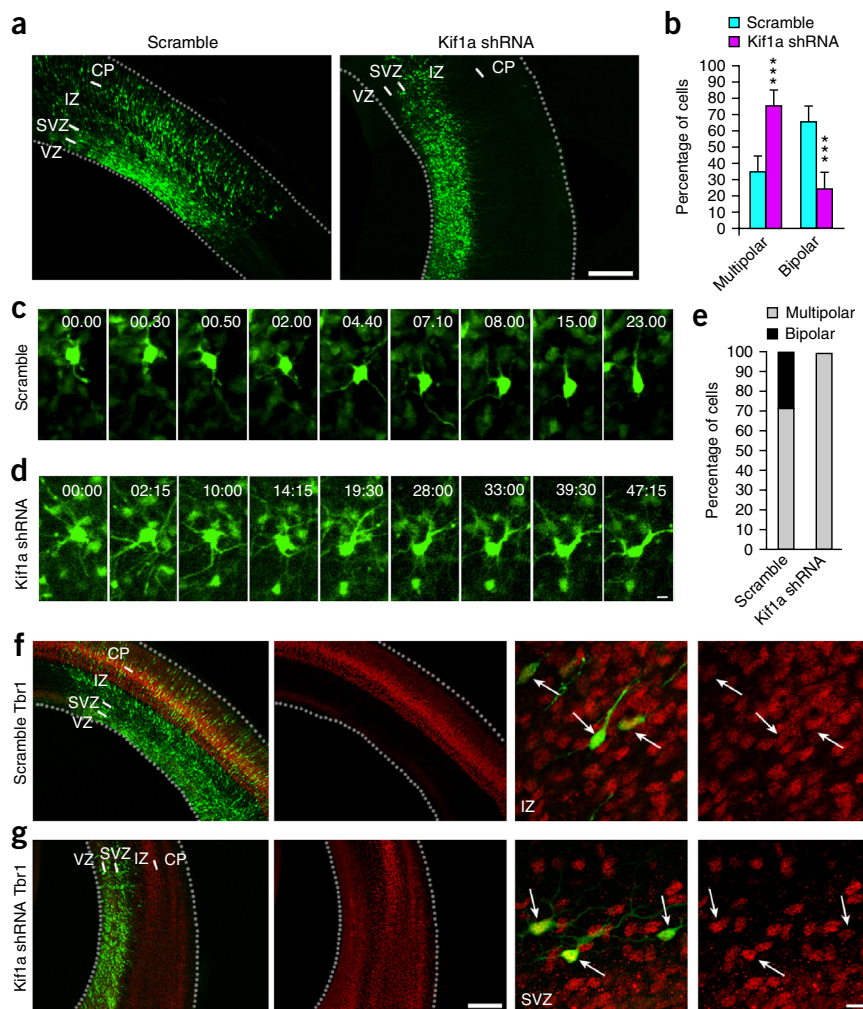 a
Scramble
Kif1a shRNA
CP
IZ
SVZ
VZ
VZ
SVZ
IZ
CP
b
Scramble
Kif1a shRNA
Percentage of cells
100
90
80
70
60
50
40
30
20
10
0
***
***
Multipolar
Bipolar
c
Scramble
00.00
00.30
00.50
02.00
04.40
07.10
08.00
15.00
23.00
d
Kif1a shRNA
00:00
02:15
10:00
14:15
19:30
28:00
33:00
39:30
47:15
e
Multipolar
Bipolar
Percentage of cells
100
90
80
70
60
50
40
30
20
10
0
Scramble
Kif1a shRNA
f
Scramble Tbr1
CP
IZ
SVZ
VZ
IZ
g
Kif1a shRNA Tbr1
VZ
SVZ
IZ
CP
SVZ